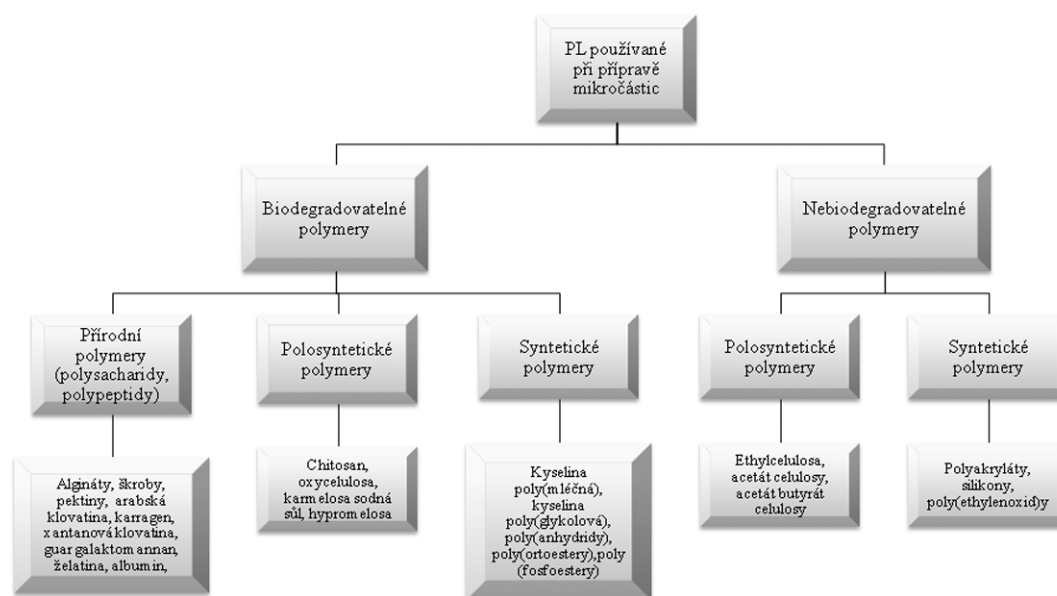 PL používané
při přípravě
mikročástic
Biodegradovatelné
polymery
Nebiodegradovatelné
polymery
Přírodní
polymery
(polysacharidy,
polypeptidy)
Polosyntetické
polymery
Syntetické
polymery
Polosyntetické
polymery
Syntetické
polymery
Algináty, škroby,
pektiny, arabská
klovatina, karragen,
xantanová klovatina,
guar galaktomannan,
želatina, albumin,
Chitosan,
oxycelulosa,
karmelosa sodná
sůl, hypromelosa
Kyselina
poly(mléčná),
kyselina
poly(glykolová),
poly(anhydridy),
poly(ortoestery),poly
(fosfoestery)
Ethylcelulosa,
acetát celulosy,
acetát butyrát
celulosy
Polyakryláty,
silikony,
poly(ethylenoxid)y